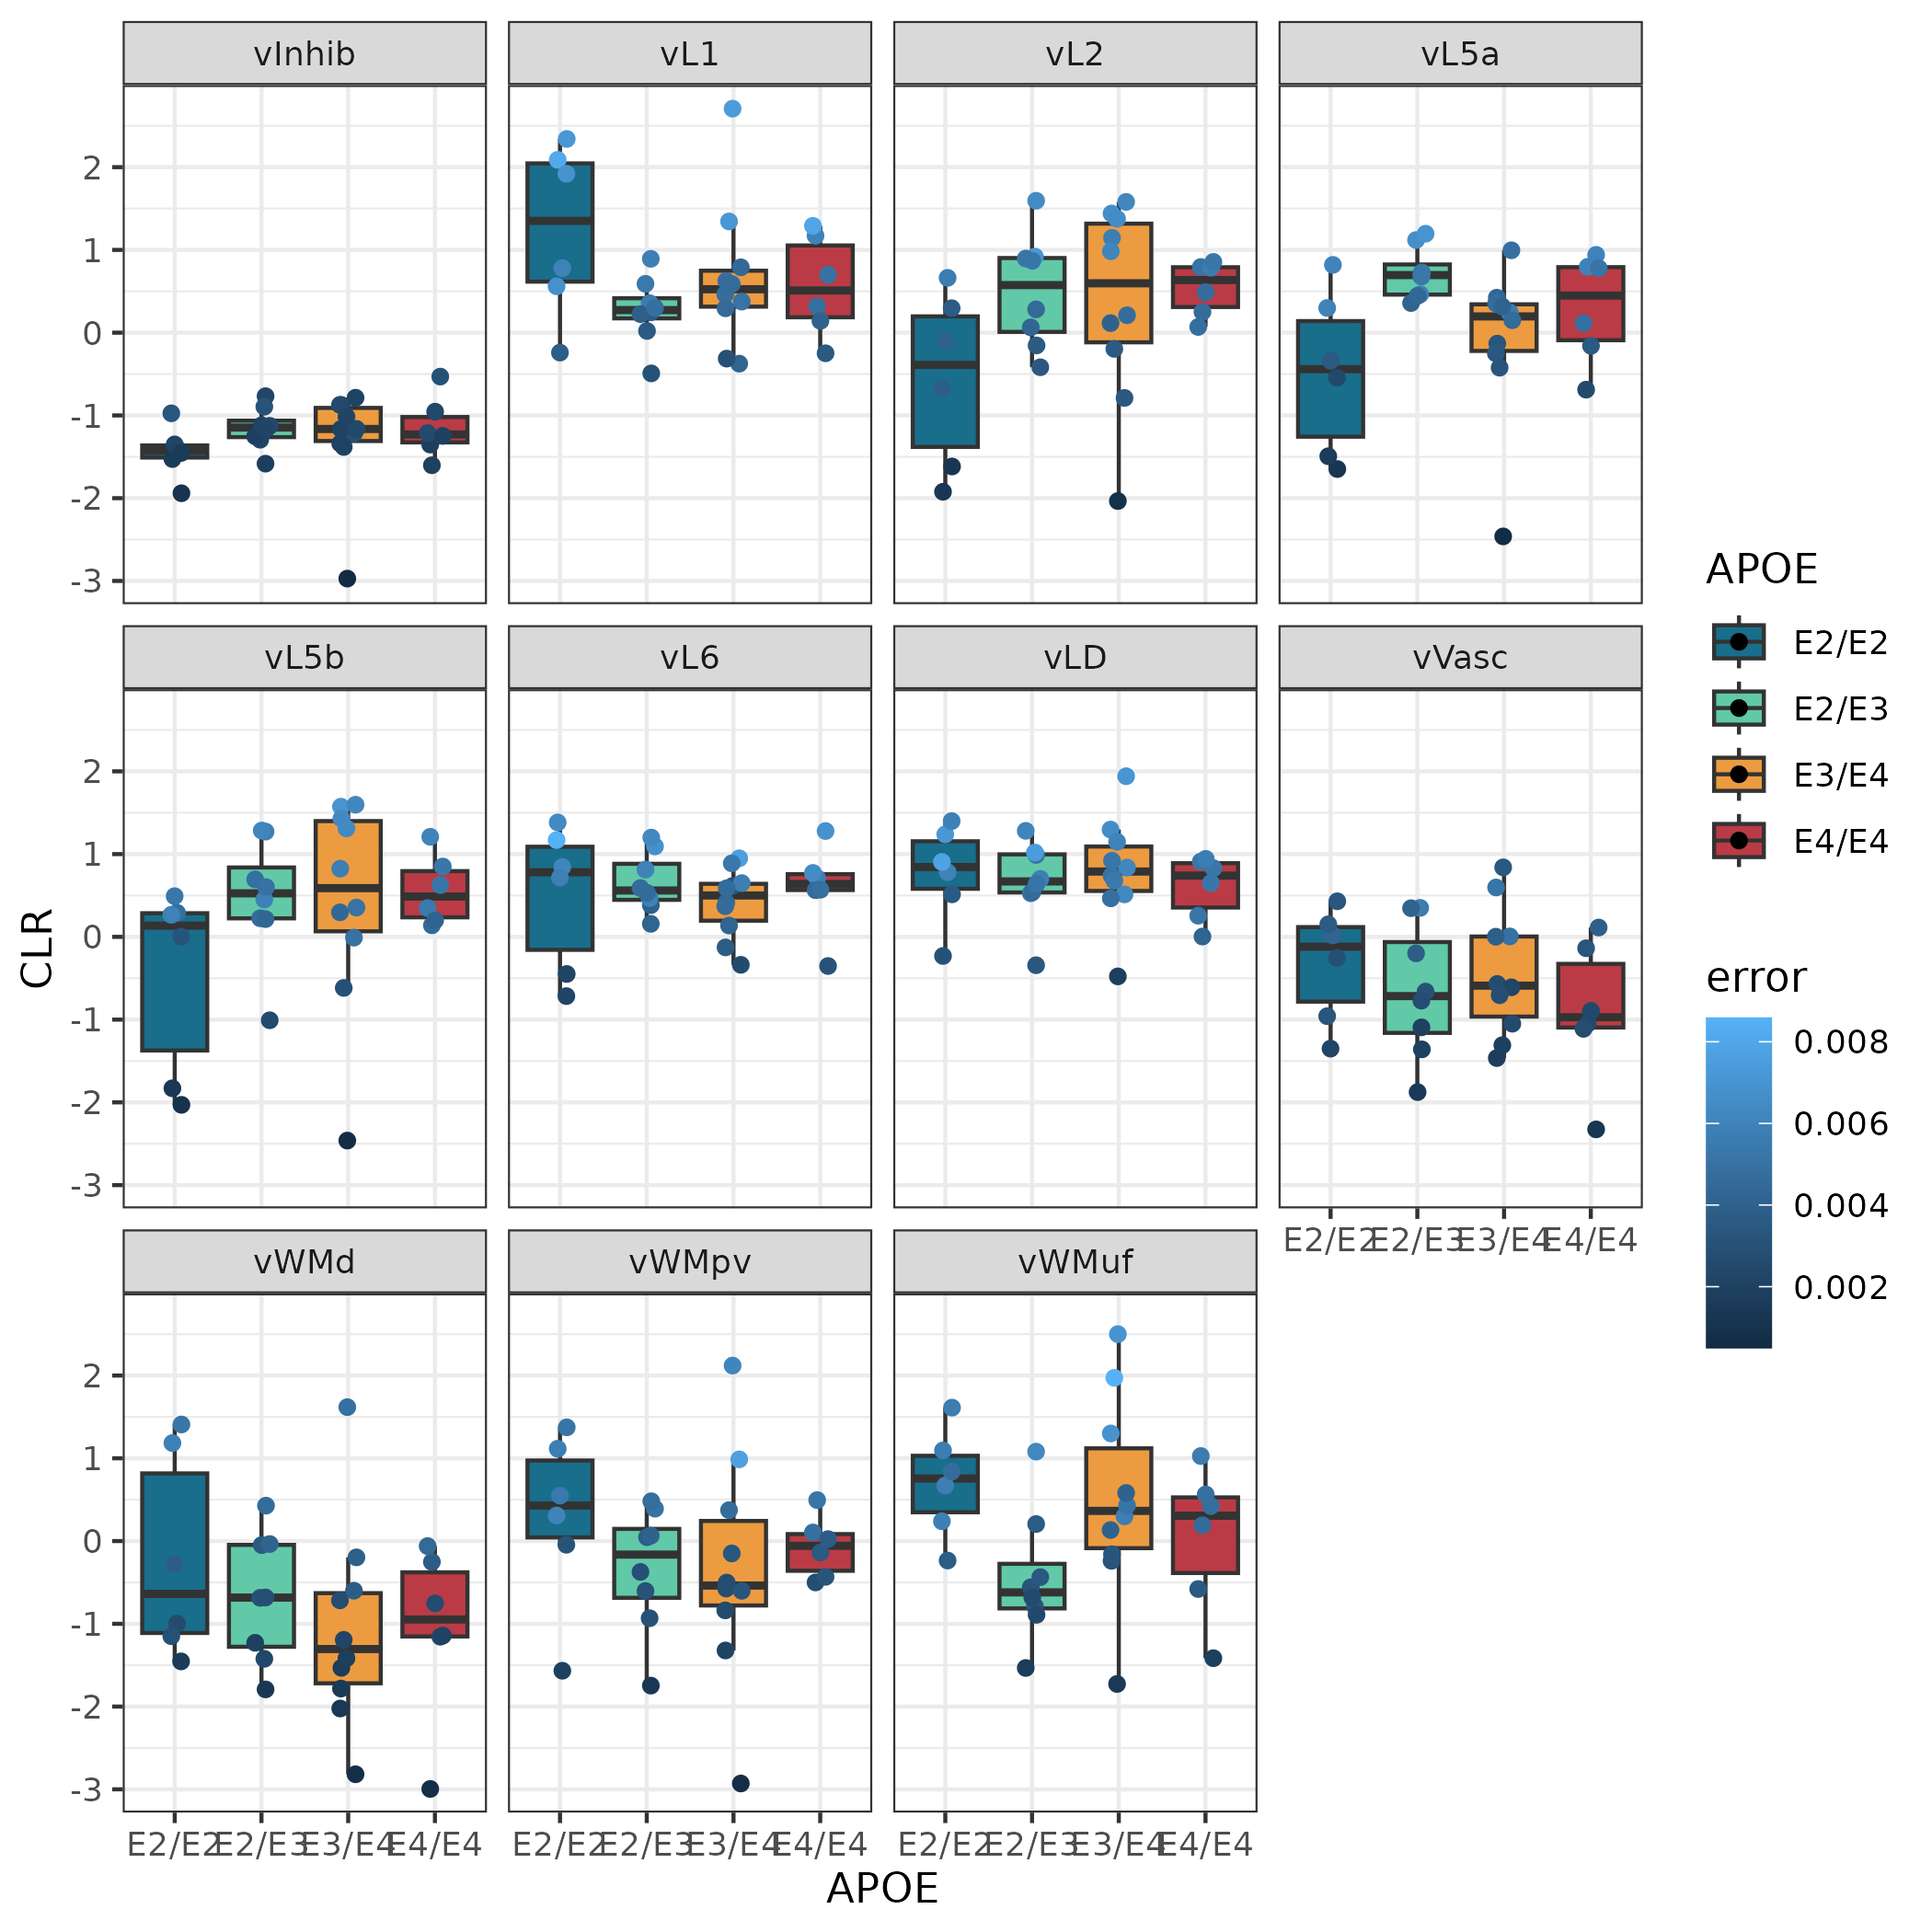 vInhib
vL1
vL2
vL5a
2
1
0
-1
-2
-3
vL5b
vL6
vLD
vVasc
2
1
0
-1
-2
-3
E2/E2 E2/E3 E3/E4 E4/E4
vWMd
vWMpv
vWMuf
2
1
0
-1
-2
-3
E2/E2 E2/E3 E3/E4 E4/E4
E2/E2 E2/E3 E3/E4 E4/E4
E2/E2 E2/E3 E3/E4 E4/E4
APOE
CLR
APOE
E2/E2
E2/E3
E3/E4
E4/E4
error
0.008
0.006
0.004
0.002